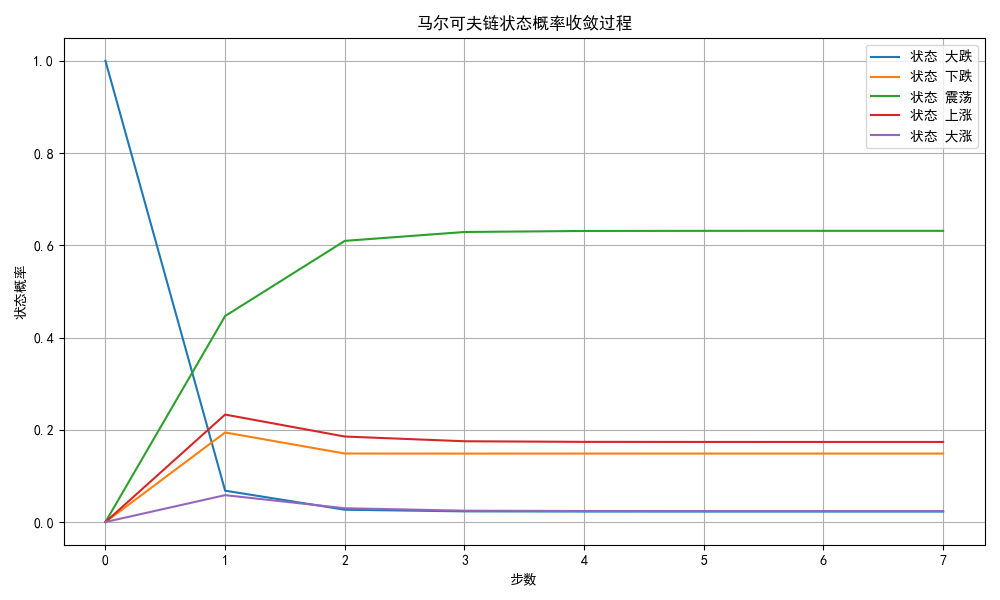 马尔可夫链状态概率收敛过程
状态 大跌
状态 下跌
状态 震荡
状态 上涨
状态 大涨
状态概率
1.0
0.8
0.6
0.4
0.2
0.0
0 1 2 3 4 5 6 7
步数